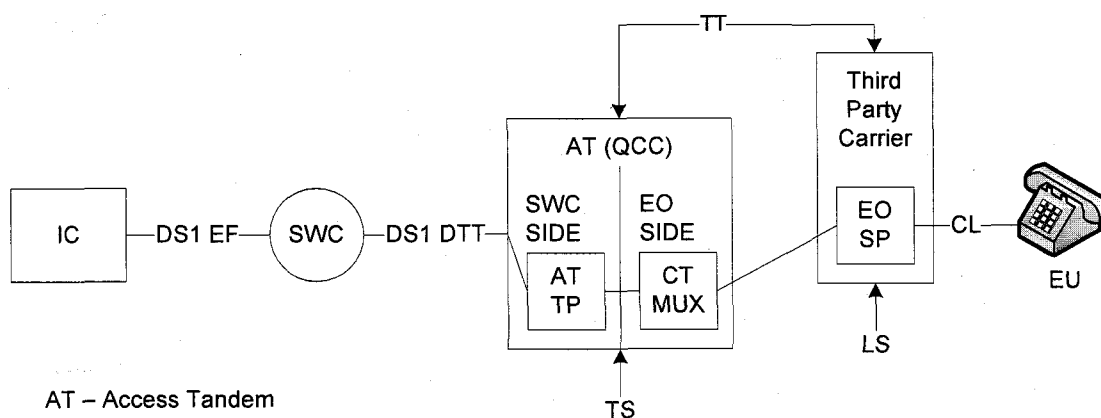 TT
Third
Party
Carrier
AT (QCC)
SWC
SIDE
EO
SIDE
IC
DS1 EF
SWC
DS1 DTT
AT
TP
CT
MUX
EO
SP
CL
EU
LS
TS
AT – Access Tandem